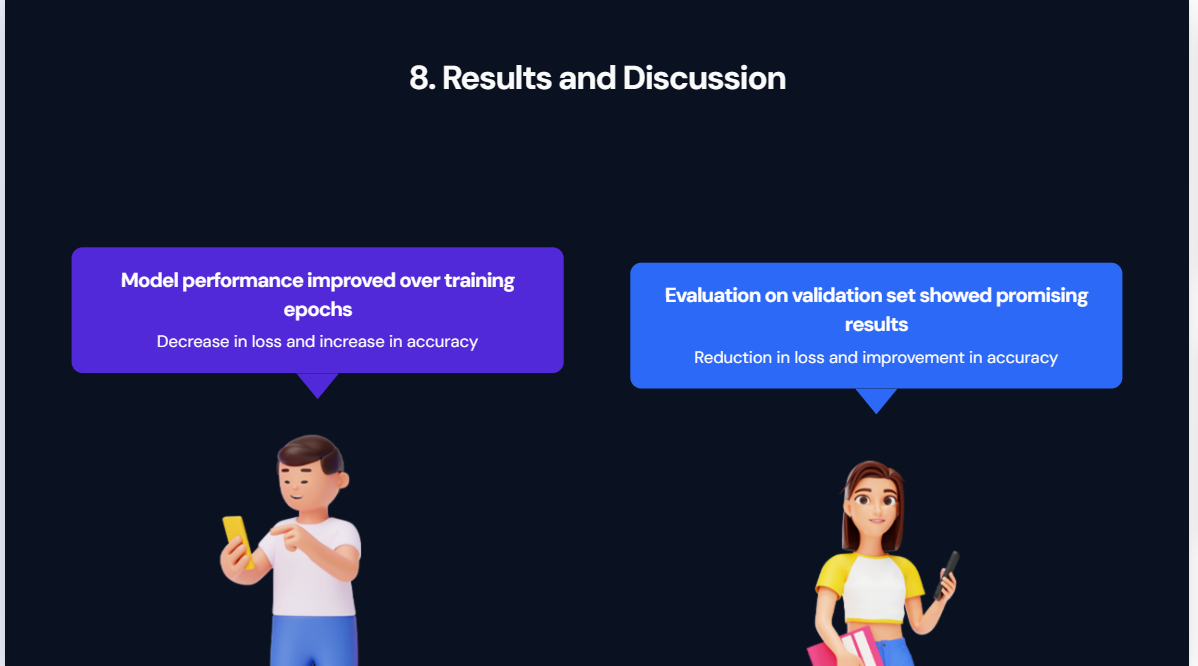 8. Results and Discussion
Model performance improved over training
epochs
Decrease in loss and increase in accuracy
Evaluation on validation set showed promising
results
Reduction in loss and improvement in accuracy